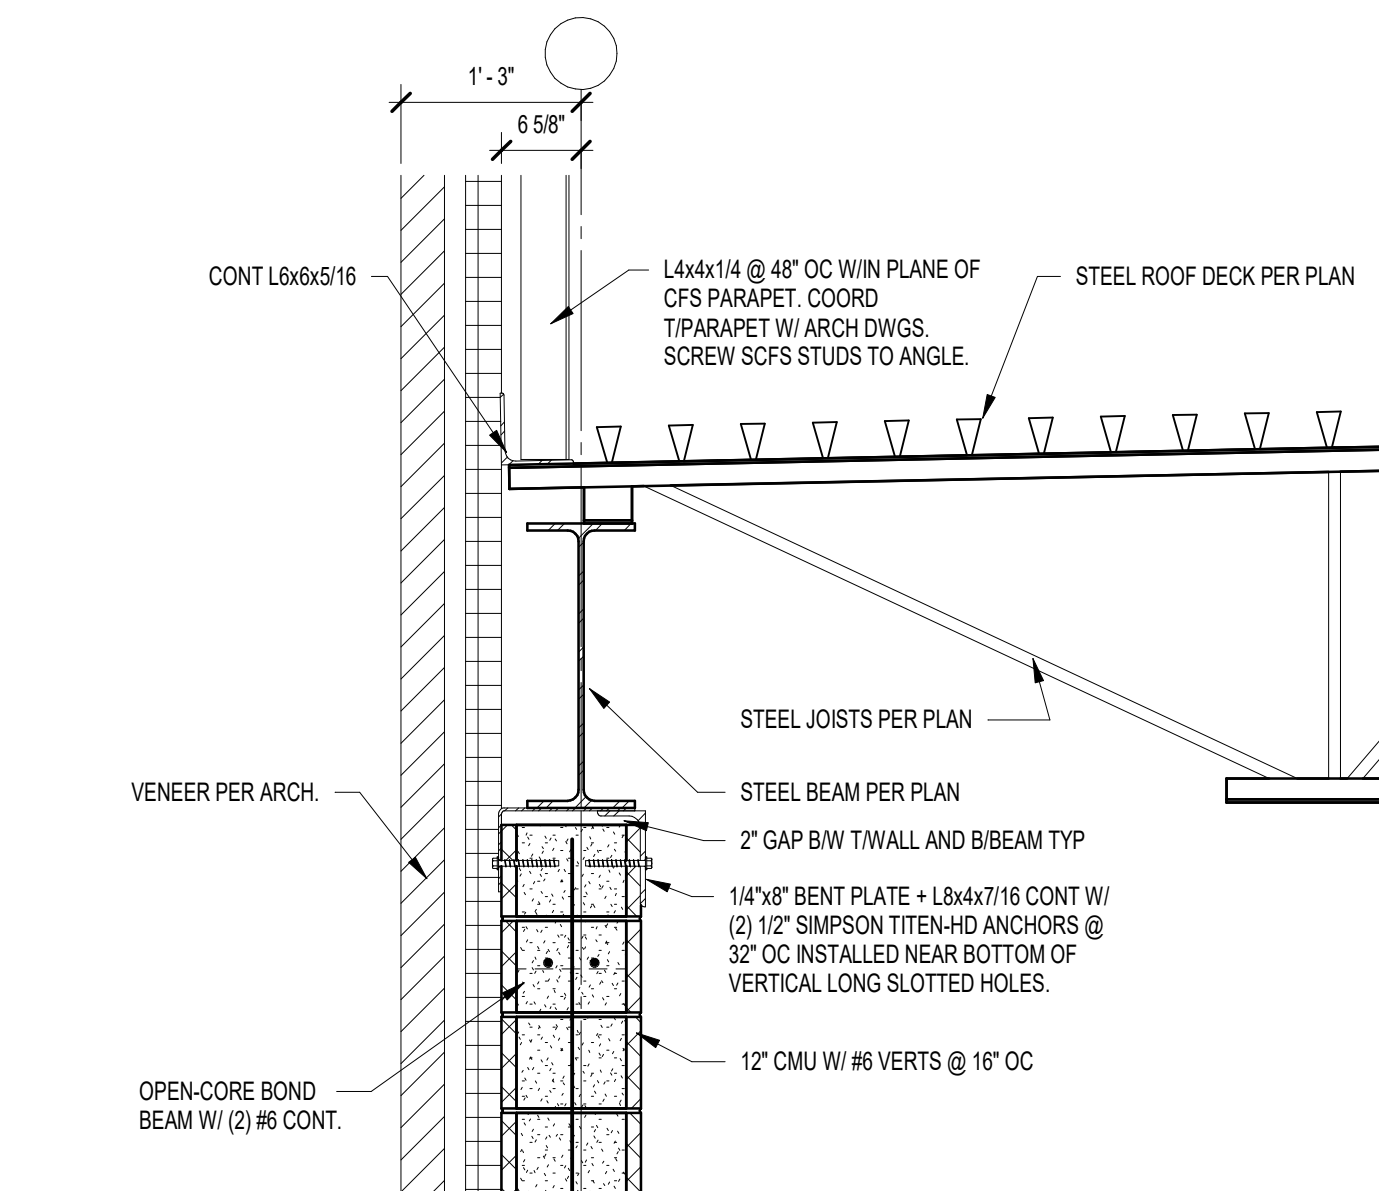 1' - 3"
6 5/8"
CONT L6x6x5/16
L4x4x1/4 @ 48" OC W/IN PLANE OF
CFS PARAPET. COORD
T/PARAPET W/ ARCH DWGS.
SCREW SCFS STUDS TO ANGLE.
STEEL ROOF DECK PER PLAN
STEEL JOISTS PER PLAN
VENEER PER ARCH.
STEEL BEAM PER PLAN
2" GAP B/W T/WALL AND B/BEAM TYP
1/4"x8" BENT PLATE + L8x4x7/16 CONT W/
(2) 1/2" SIMPSON TITEN-HD ANCHORS @
32" OC INSTALLED NEAR BOTTOM OF
VERTICAL LONG SLOTTED HOLES.
12" CMU W/ #6 VERTS @ 16" OC
OPEN-CORE BOND
BEAM W/ (2) #6 CONT.